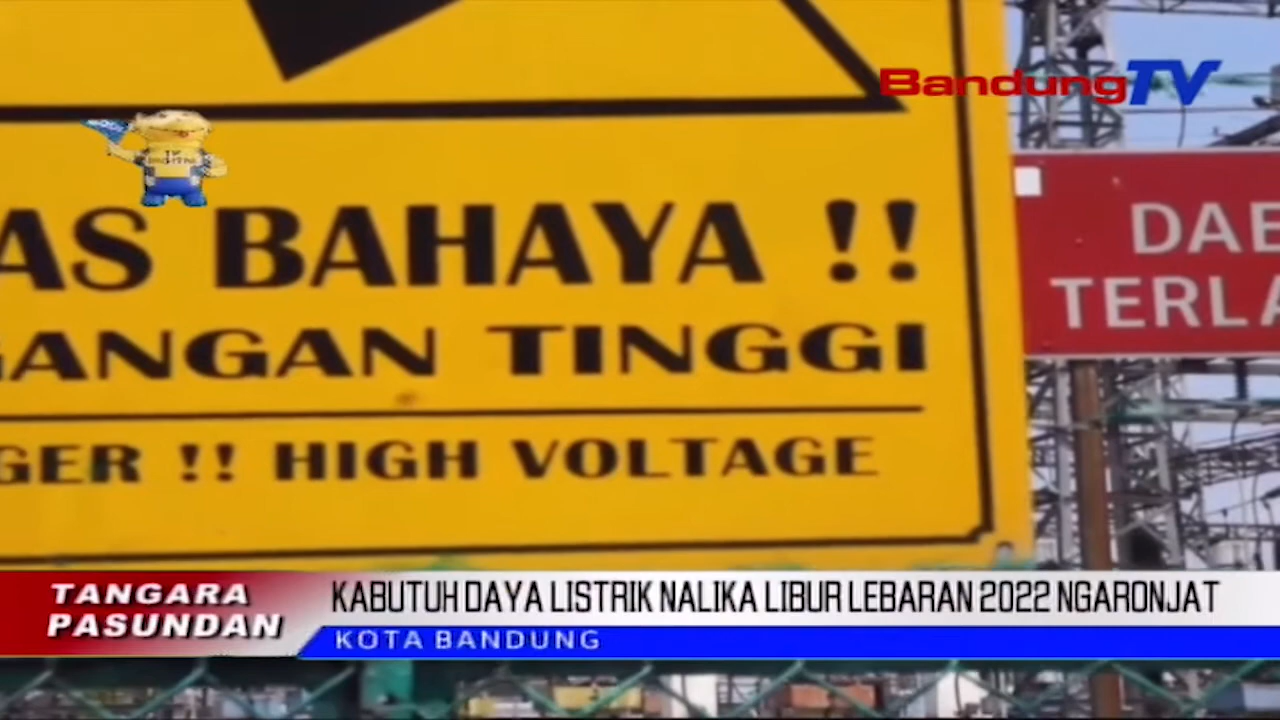 BandungTV
AS BAHAYA !!
GANGAN TINGGI
GER !! HIGH VOLTAGE
DAB
TERLA
TANGARA
PASUNDAN
KABUTUH DAYA LISTRIK NALIKA LIBUR LEBARAN 2022 NGARONJAT
KOTA BANDUNG